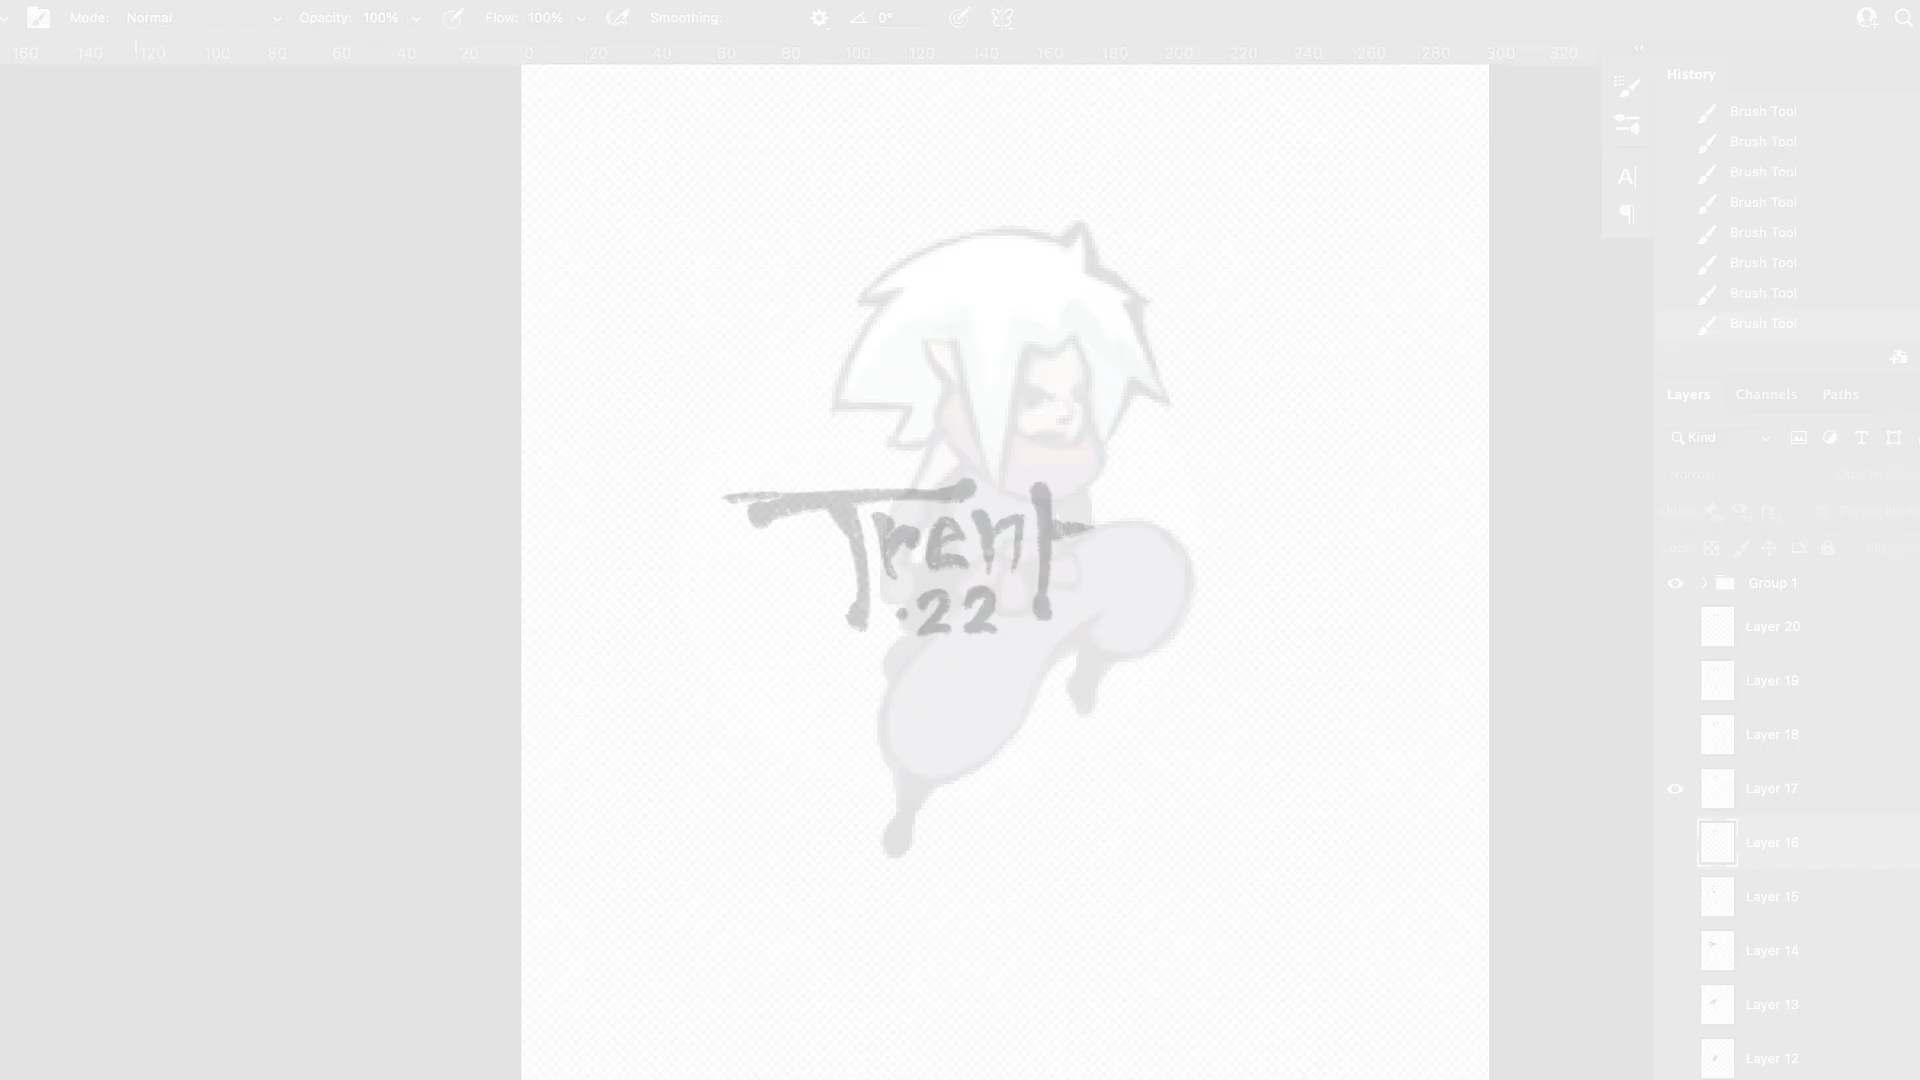 Mode: Normal Opacity: 100% Flow: 100% Smoothing: 0°
160 140 120 100 80 60 40 20 0 20 40 60 80 100 120 140 160 180 200 220 240 260 280 300 320
History
Brush Tool
Brush Tool
Brush Tool
Brush Tool
Brush Tool
Brush Tool
Brush Tool
Brush Tool
Layers Channels Paths
Kind
Normal
Lock:
Group 1
Layer 20
Layer 19
Layer 18
Layer 17
Layer 16
Layer 15
Layer 14
Layer 13
Layer 12
Trent
.22